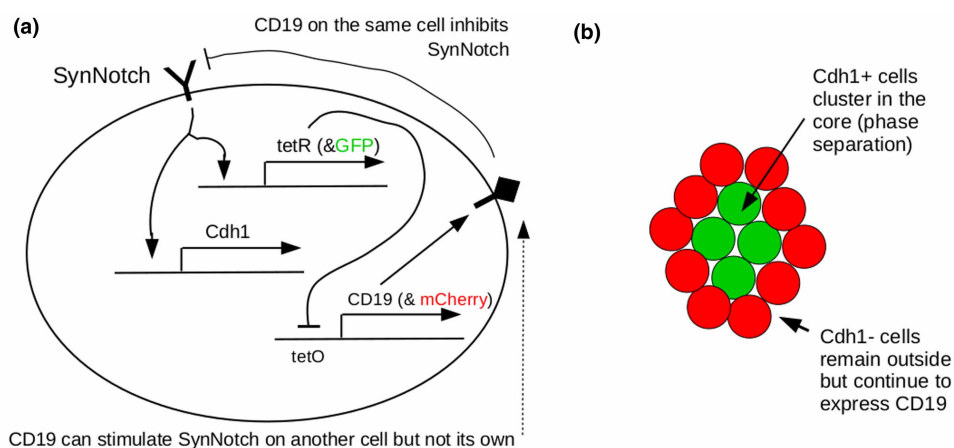 (a)
CD19 on the same cell inhibits
SynNotch
SynNotch
tetR (&GFP)
Cdh1
CD19 (& mCherry)
tetO
CD19 can stimulate SynNotch on another cell but not its own
(b)
Cdh1+ cells
cluster in the
core (phase
separation)
Cdh1- cells
remain outside
but continue to
express CD19